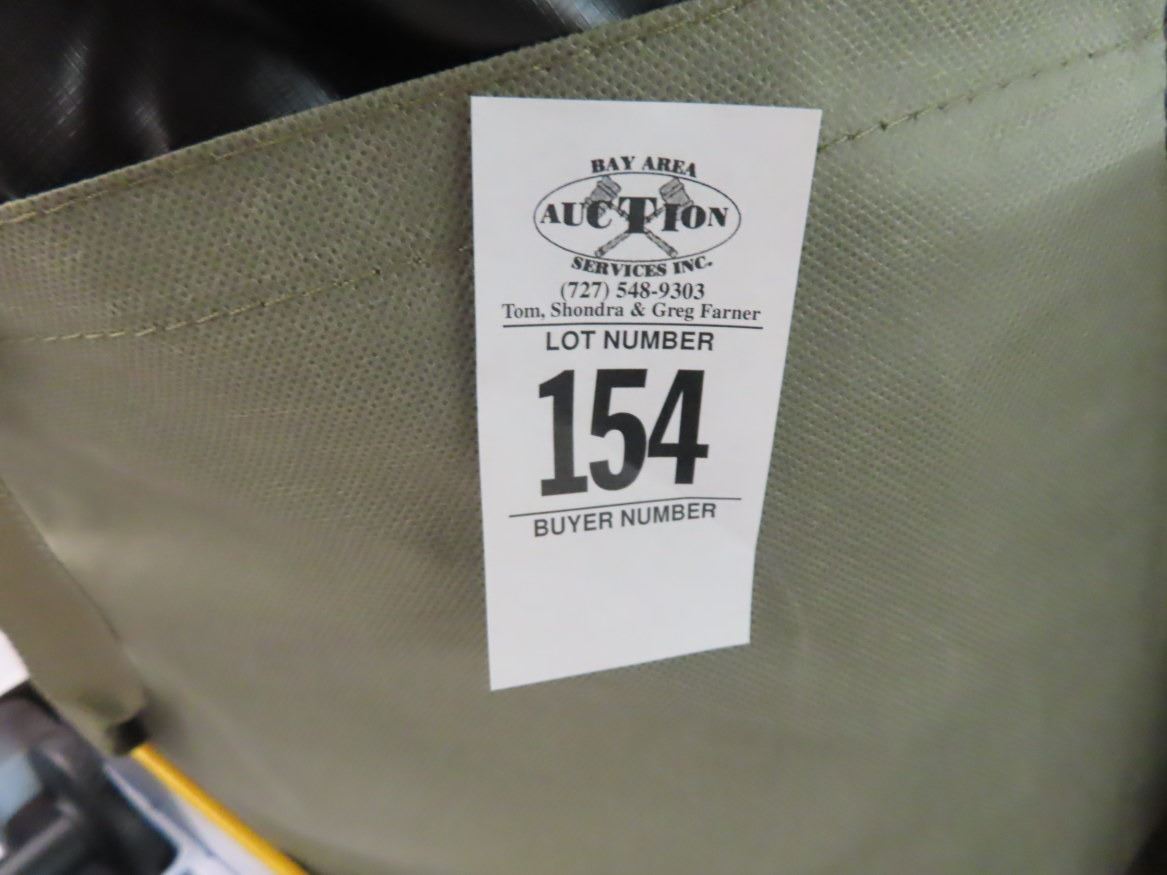 BAY AREA
AUCTION
SERVICES INC.
(727) 548-9303
Tom, Shondra & Greg Farner
LOT NUMBER
154
BUYER NUMBER